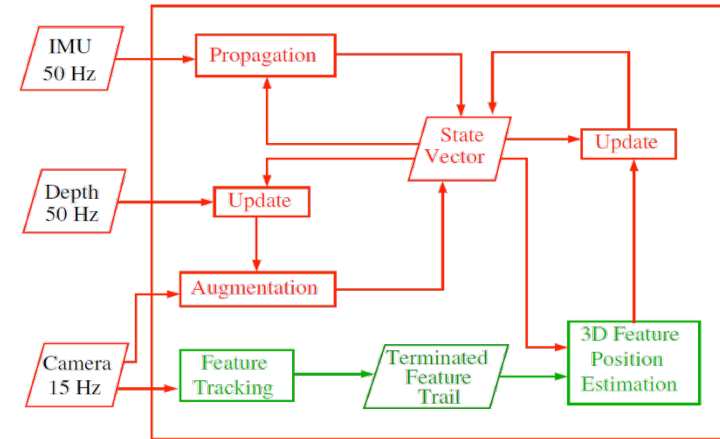 IMU
50 Hz
Propagation
State
Vector
Update
Depth
50 Hz
Update
Augmentation
Camera
15 Hz
Feature
Tracking
Terminated
Feature
Trail
3D Feature
Position
Estimation